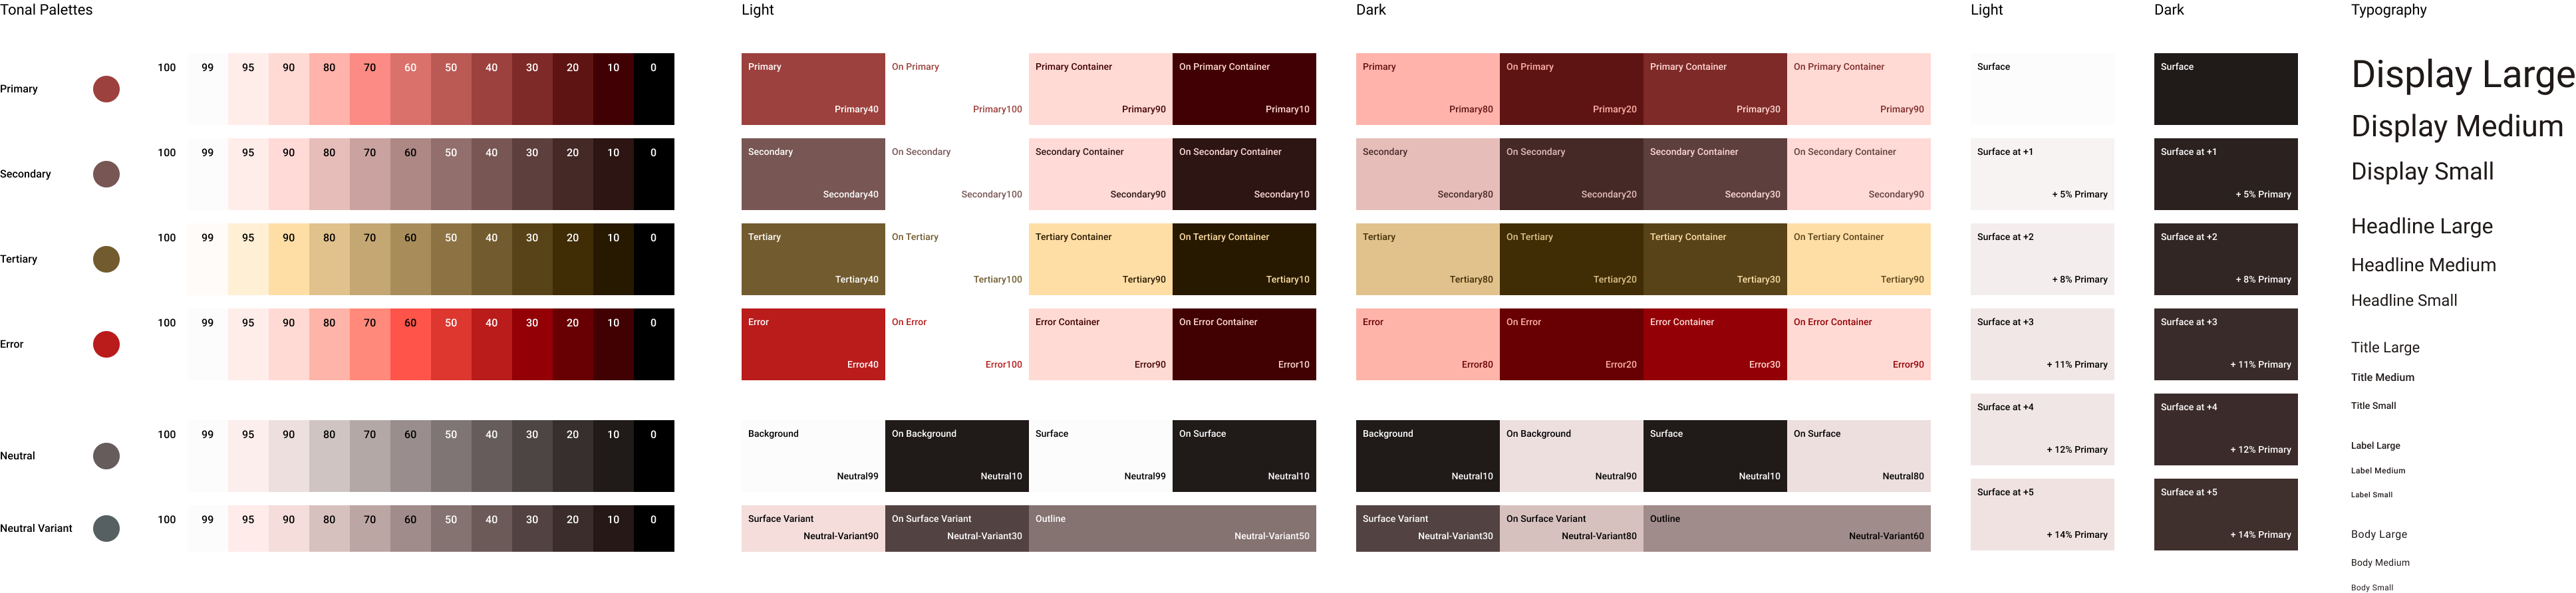 Tonal Palettes
Primary
100 99 95 90 80 70 60 50 40 30 20 10 0
Secondary
100 99 95 90 80 70 60 50 40 30 20 10 0
Tertiary
100 99 95 90 80 70 60 50 40 30 20 10 0
Error
100 99 95 90 80 70 60 50 40 30 20 10 0
Neutral
100 99 95 90 80 70 60 50 40 30 20 10 0
Neutral Variant
100 99 95 90 80 70 60 50 40 30 20 10 0
Light
Primary On Primary Primary Container On Primary Container
Primary40 Primary100 Primary90 Primary10
Secondary On Secondary Secondary Container On Secondary Container
Secondary40 Secondary100 Secondary90 Secondary10
Tertiary On Tertiary Tertiary Container On Tertiary Container
Tertiary40 Tertiary100 Tertiary90 Tertiary10
Error On Error Error Container On Error Container
Error40 Error100 Error90 Error10
Background On Background Surface On Surface
Neutral99 Neutral10 Neutral99 Neutral10
Surface Variant On Surface Variant Outline
Neutral-Variant90 Neutral-Variant30 Neutral-Variant50
Dark
Primary On Primary Primary Container On Primary Container
Primary80 Primary20 Primary30 Primary90
Secondary On Secondary Secondary Container On Secondary Container
Secondary80 Secondary20 Secondary30 Secondary90
Tertiary On Tertiary Tertiary Container On Tertiary Container
Tertiary80 Tertiary20 Tertiary30 Tertiary90
Error On Error Error Container On Error Container
Error80 Error20 Error30 Error90
Background On Background Surface On Surface
Neutral10 Neutral90 Neutral10 Neutral80
Surface Variant On Surface Variant Outline
Neutral-Variant30 Neutral-Variant80 Neutral-Variant60
Light
Surface
Surface at +1
+ 5% Primary
Surface at +2
+ 8% Primary
Surface at +3
+ 11% Primary
Surface at +4
+ 12% Primary
Surface at +5
+ 14% Primary
Dark
Surface
Surface at +1
+ 5% Primary
Surface at +2
+ 8% Primary
Surface at +3
+ 11% Primary
Surface at +4
+ 12% Primary
Surface at +5
+ 14% Primary
Typography
Display Large
Display Medium
Display Small
Headline Large
Headline Medium
Headline Small
Title Large
Title Medium
Title Small
Label Large
Label Medium
Label Small
Body Large
Body Medium
Body Small